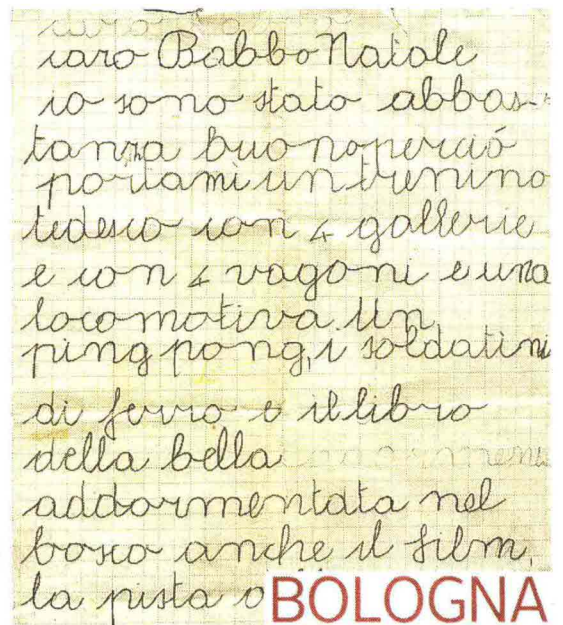 caro Babbo Natale
io sono stato abbas-
tanza buono perció
portami un trenino
tedesco con 4 gallerie
e con 4 vagoni e una
locomotiva. Un
ping pong, i soldatini
di ferro e il libro
della bella
addormentata nel
bosco anche il film,
la pista
BOLOGNA